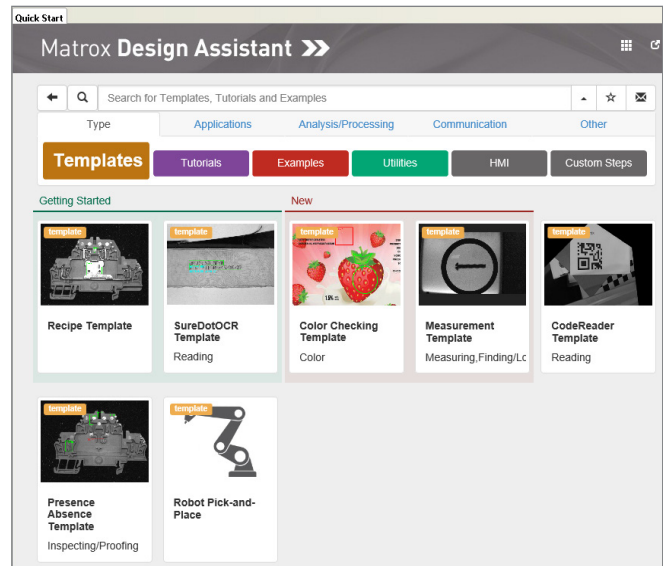 Quick Start
Matrox Design Assistant
Search for Templates, Tutorials and Examples
Type Applications Analysis/Processing Communication Other
Templates Tutorials Examples Utilities HMI Custom Steps
Getting Started New
template template template template template
Recipe Template
SureDotOCR
Template
Reading
Color Checking
Template
Color
Measurement
Template
Measuring,Finding/Lc
CodeReader
Template
Reading
template template
Presence
Absence
Template
Inspecting/Proofing
Robot Pick-and-
Place